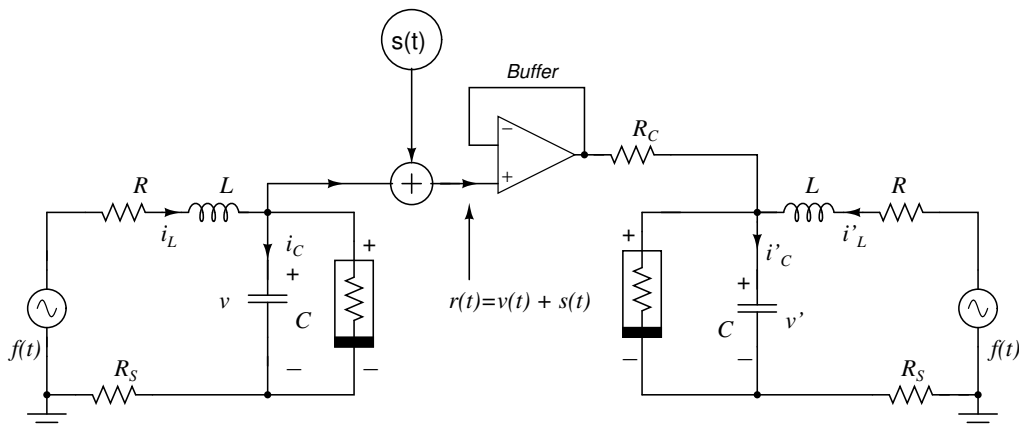 s(t)
Buffer
−
+
R_C
+
R
L
i_L
i_C
+
+
v
C
f(t)
−
−
R_S
r(t)=v(t) + s(t)
L
R
i'_L
i'_C
+
+
C
v'
f(t)
−
−
R_S